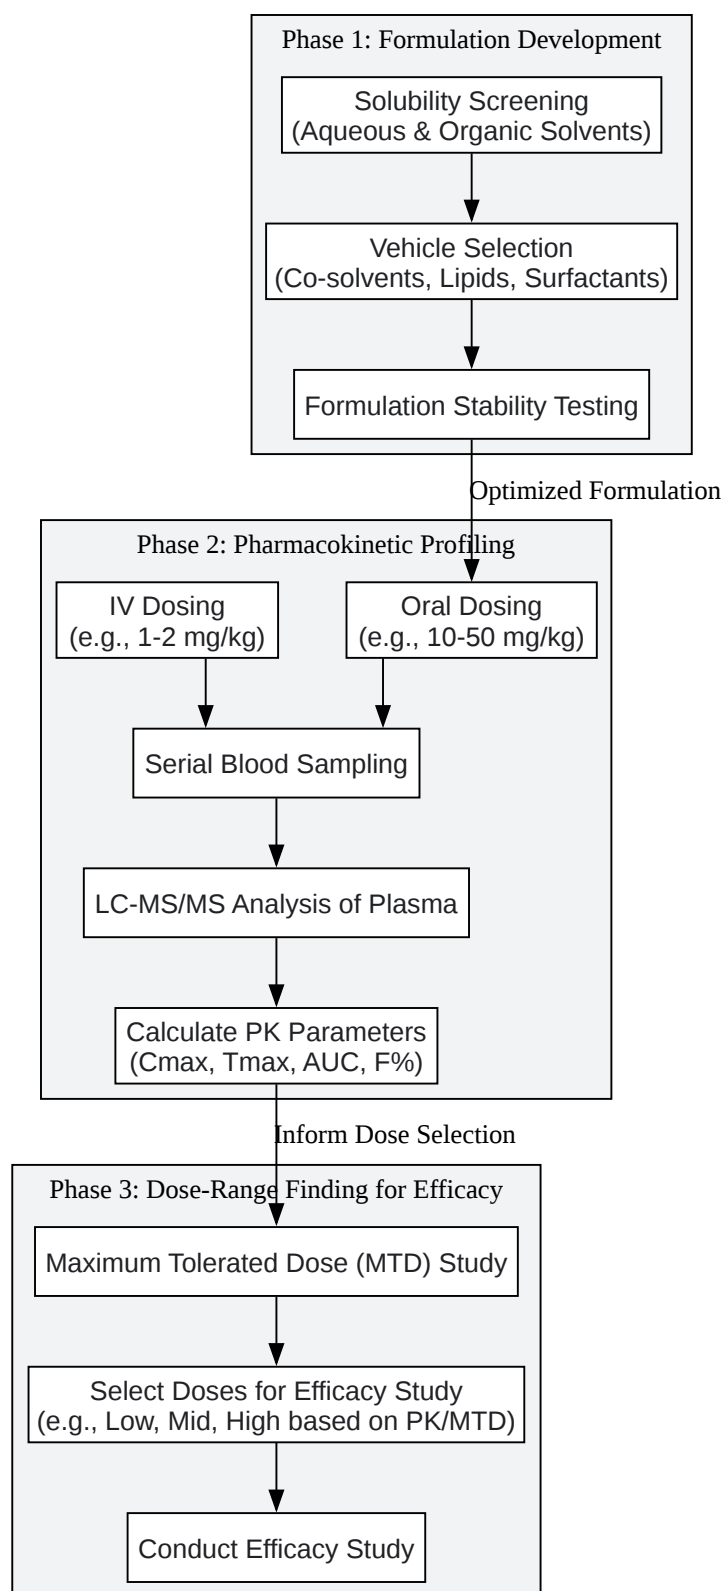 Phase 1: Formulation Development
Solubility Screening
(Aqueous & Organic Solvents)
Vehicle Selection
(Co-solvents, Lipids, Surfactants)
Formulation Stability Testing
Optimized Formulation
Phase 2: Pharmacokinetic Profiling
IV Dosing
(e.g., 1-2 mg/kg)
Oral Dosing
(e.g., 10-50 mg/kg)
Serial Blood Sampling
LC-MS/MS Analysis of Plasma
Calculate PK Parameters
(Cmax, Tmax, AUC, F%)
Inform Dose Selection
Phase 3: Dose-Range Finding for Efficacy
Maximum Tolerated Dose (MTD) Study
Select Doses for Efficacy Study
(e.g., Low, Mid, High based on PK/MTD)
Conduct Efficacy Study